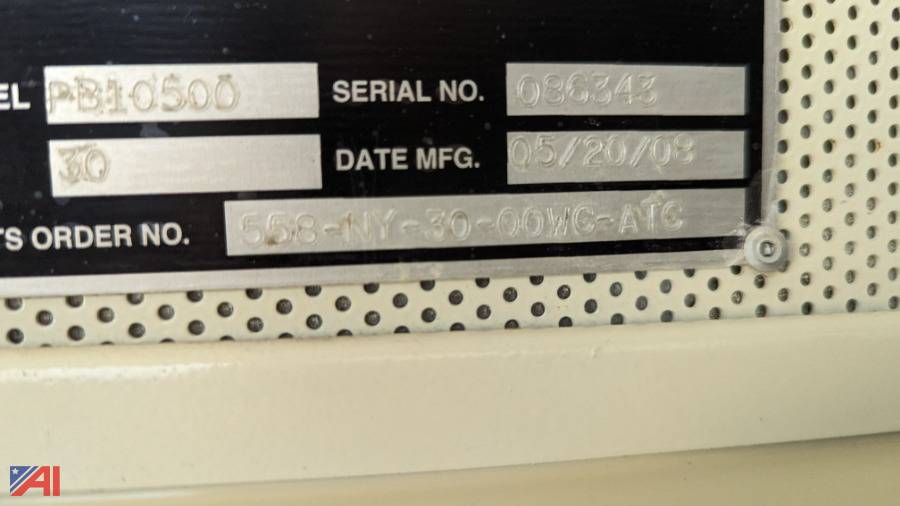 EL PB10500 SERIAL NO. 086343
30 DATE MFG. 05/20/08
TS ORDER NO. 558-NY-30-00WC-ATC
AI